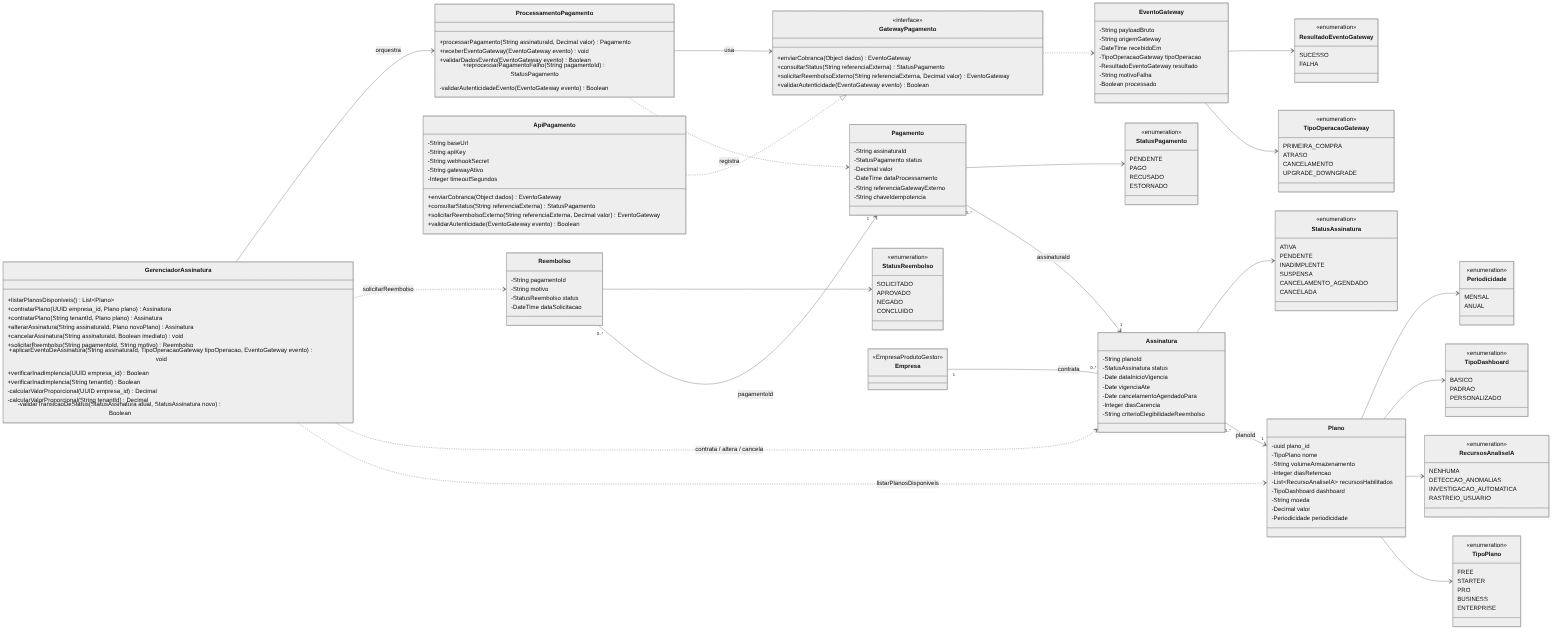 ProcessamentoPagamento
+processarPagamento(String assinaturaId, Decimal valor) : Pagamento
+receberEventoGateway(EventoGateway evento) : void
+validarDadosEvento(EventoGateway evento) : Boolean
+reprocessarPagamentoFalho(String pagamentoId) :
StatusPagamento
-validarAutenticidadeEvento(EventoGateway evento) : Boolean
orquestra
usa
«interface»
GatewayPagamento
+enviarCobranca(Object dados) : EventoGateway
+consultarStatus(String referenciaExterna) : StatusPagamento
+solicitarReembolsoExterno(String referenciaExterna, Decimal valor) : EventoGateway
+validarAutenticidade(EventoGateway evento) : Boolean
EventoGateway
-String payloadBruto
-String origemGateway
-DateTime recebidoEm
-TipoOperacaoGateway tipoOperacao
-ResultadoEventoGateway resultado
-String motivoFalha
-Boolean processado
«enumeration»
ResultadoEventoGateway
SUCESSO
FALHA
«enumeration»
TipoOperacaoGateway
PRIMEIRA_COMPRA
ATRASO
CANCELAMENTO
UPGRADE_DOWNGRADE
ApiPagamento
-String baseUrl
-String apiKey
-String webhookSecret
-String gatewayAtivo
-Integer timeoutSegundos
+enviarCobranca(Object dados) : EventoGateway
+consultarStatus(String referenciaExterna) : StatusPagamento
+solicitarReembolsoExterno(String referenciaExterna, Decimal valor) : EventoGateway
+validarAutenticidade(EventoGateway evento) : Boolean
registra
Pagamento
-String assinaturaId
-StatusPagamento status
-Decimal valor
-DateTime dataProcessamento
-String referenciaGatewayExterno
-String chaveIdempotencia
1
0..*
«enumeration»
StatusPagamento
PENDENTE
PAGO
RECUSADO
ESTORNADO
assinaturaId
«enumeration»
StatusAssinatura
ATIVA
PENDENTE
INADIMPLENTE
SUSPENSA
CANCELAMENTO_AGENDADO
CANCELADA
GerenciadorAssinatura
+listarPlanosDisponiveis() : List<Plano>
+contratarPlano(UUID empresa_id, Plano plano) : Assinatura
+contratarPlano(String tenantId, Plano plano) : Assinatura
+alterarAssinatura(String assinaturaId, Plano novoPlano) : Assinatura
+cancelarAssinatura(String assinaturaId, Boolean imediato) : void
+solicitarReembolso(String pagamentoId, String motivo) : Reembolso
+aplicarEventoDeAssinatura(String assinaturaId, TipoOperacaoGateway tipoOperacao, EventoGateway evento) :
void
+verificarInadimplencia(UUID empresa_id) : Boolean
+verificarInadimplencia(String tenantId) : Boolean
-calcularValorProporcional(UUID empresa_id) : Decimal
-calcularValorProporcional(String tenantId) : Decimal
-validarTransicaoDeStatus(StatusAssinatura atual, StatusAssinatura novo) :
Boolean
solicitarReembolso
Reembolso
-String pagamentoId
-String motivo
-StatusReembolso status
-DateTime dataSolicitacao
0..*
pagamentoId
«enumeration»
StatusReembolso
SOLICITADO
APROVADO
NEGADO
CONCLUIDO
«EmpresaProdutoGestor»
Empresa
1
contrata
0..*
1
Assinatura
-String planoId
-StatusAssinatura status
-Date dataInicioVigencia
-Date vigenciaAte
-Date cancelamentoAgendadoPara
-Integer diasCarencia
-String criterioElegibilidadeReembolso
0..*
planoId
1
contrata / altera / cancela
listarPlanosDisponiveis
Plano
-uuid plano_id
-TipoPlano nome
-String volumeArmazenamento
-Integer diasRetencao
-List<RecursoAnaliseIA> recursosHabilitados
-TipoDashboard dashboard
-String moeda
-Decimal valor
-Periodicidade periodicidade
«enumeration»
Periodicidade
MENSAL
ANUAL
«enumeration»
TipoDashboard
BASICO
PADRAO
PERSONALIZADO
«enumeration»
RecursosAnaliseIA
NENHUMA
DETECCAO_ANOMALIAS
INVESTIGACAO_AUTOMATICA
RASTREIO_USUARIO
«enumeration»
TipoPlano
FREE
STARTER
PRO
BUSINESS
ENTERPRISE